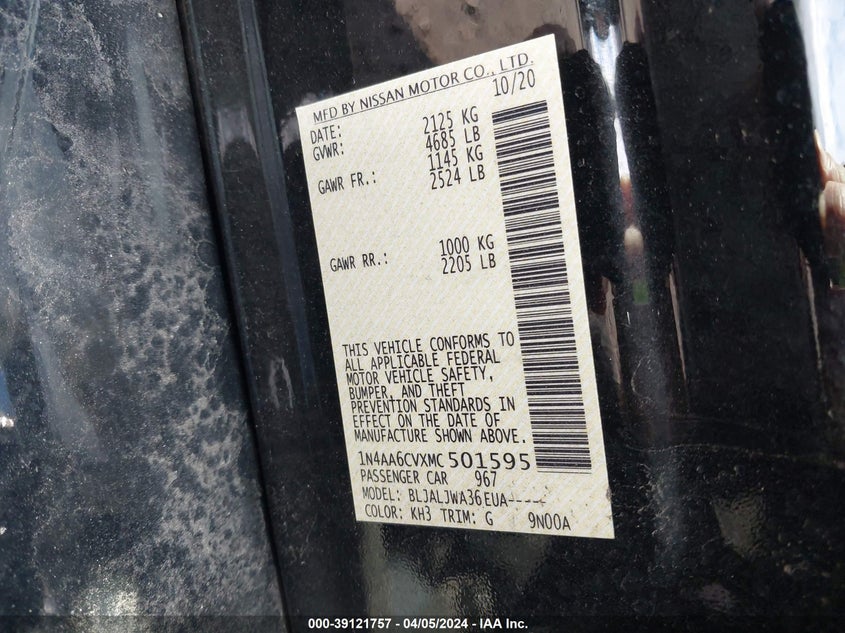 MFD BY NISSAN MOTOR CO., LTD.
DATE: 10/20
GVWR: 2125 KG
4685 LB
GAWR FR.: 1145 KG
2524 LB
GAWR RR.: 1000 KG
2205 LB
THIS VEHICLE CONFORMS TO
ALL APPLICABLE FEDERAL
MOTOR VEHICLE SAFETY,
BUMPER, AND THEFT
PREVENTION STANDARDS IN
EFFECT ON THE DATE OF
MANUFACTURE SHOWN ABOVE.
1N4AA6CVXMC501595
PASSENGER CAR 967
MODEL: BLJALJWA36EUA----
COLOR: KH3 TRIM: G 9N00A
000-39121757 - 04/05/2024 - IAA Inc.